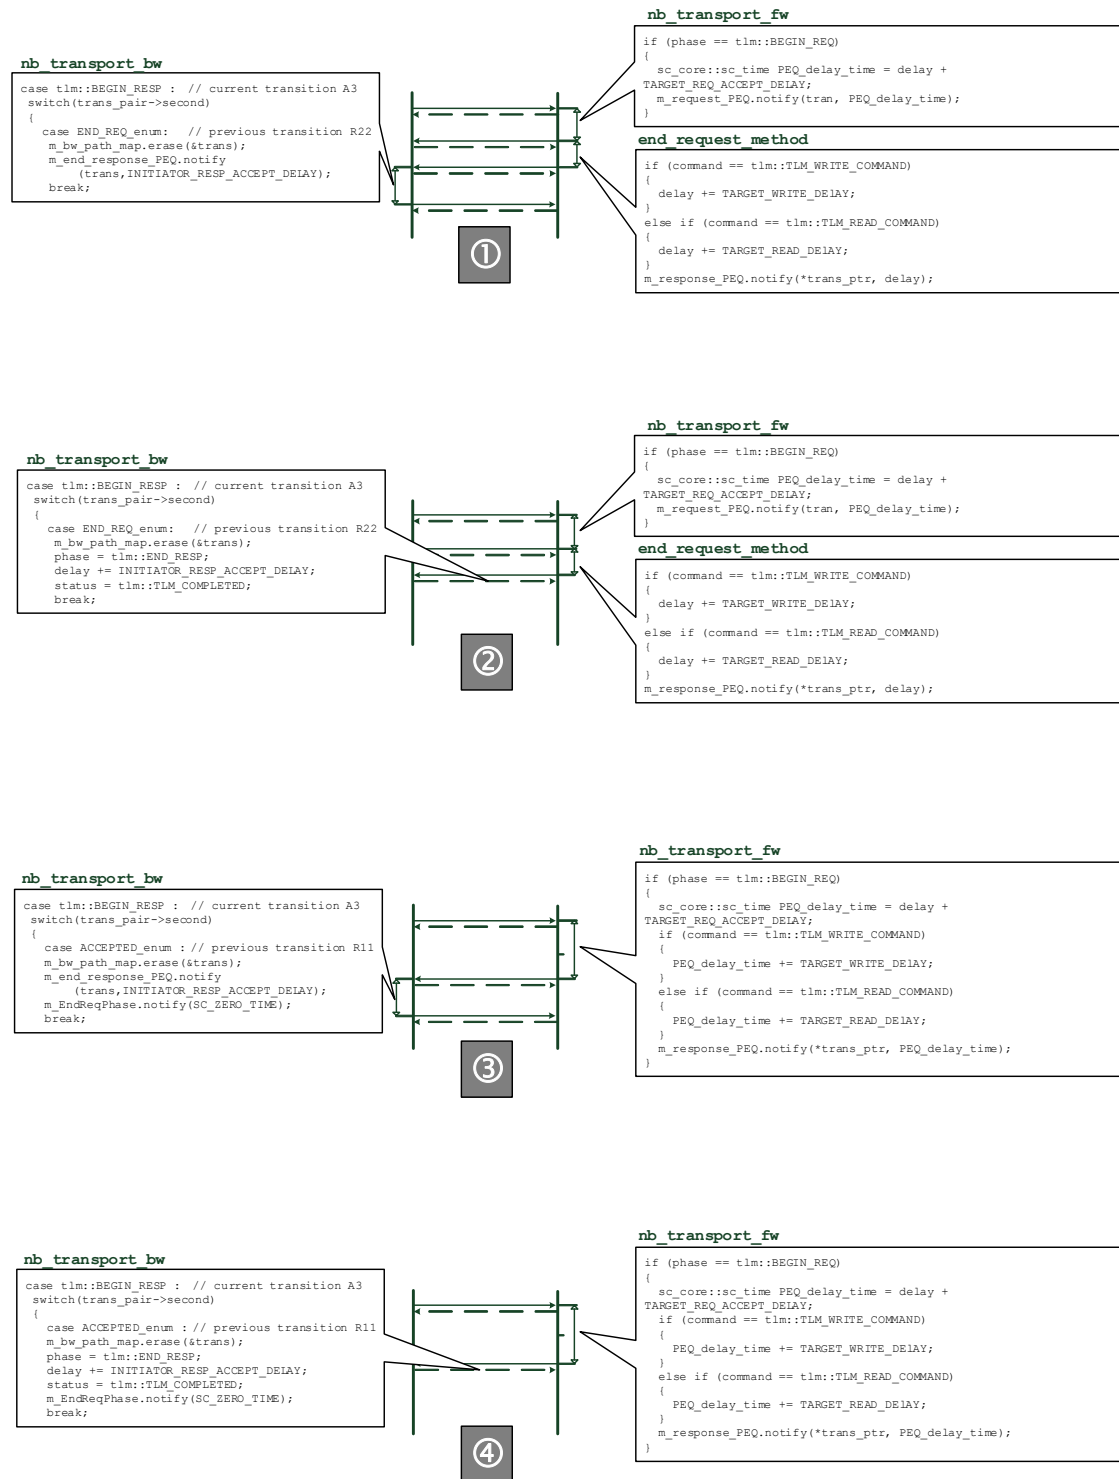 nb_transport_bw
case tlm::BEGIN_RESP : // current transition A3
switch(trans_pair->second)
{
case END_REQ_enum: // previous transition R22
m_bw_path_map.erase(&trans);
m_end_response_PEQ.notify
(trans,INITIATOR_RESP_ACCEPT_DELAY);
break;
①
nb_transport_fw
if (phase == tlm::BEGIN_REQ)
{
sc_core::sc_time PEQ_delay_time = delay +
TARGET_REQ_ACCEPT_DELAY;
m_request_PEQ.notify(tran, PEQ_delay_time);
}
end_request_method
if (command == tlm::TLM_WRITE_COMMAND)
{
delay += TARGET_WRITE_DELAY;
}
else if (command == tlm::TLM_READ_COMMAND)
{
delay += TARGET_READ_DElAY;
}
m_response_PEQ.notify(*trans_ptr, delay);
nb_transport_bw
case tlm::BEGIN_RESP : // current transition A3
switch(trans_pair->second)
{
case END_REQ_enum: // previous transition R22
m_bw_path_map.erase(&trans);
phase = tlm::END_RESP;
delay += INITIATOR_RESP_ACCEPT_DELAY;
status = tlm::TLM_COMPLETED;
break;
②
nb_transport_fw
if (phase == tlm::BEGIN_REQ)
{
sc_core::sc_time PEQ_delay_time = delay +
TARGET_REQ_ACCEPT_DELAY;
m_request_PEQ.notify(tran, PEQ_delay_time);
}
end_request_method
if (command == tlm::TLM_WRITE_COMMAND)
{
delay += TARGET_WRITE_DELAY;
}
else if (command == tlm::TLM_READ_COMMAND)
{
delay += TARGET_READ_DElAY;
}
m_response_PEQ.notify(*trans_ptr, delay);
nb_transport_bw
case tlm::BEGIN_RESP : // current transition A3
switch(trans_pair->second)
{
case ACCEPTED_enum : // previous transition R11
m_bw_path_map.erase(&trans);
m_end_response_PEQ.notify
(trans,INITIATOR_RESP_ACCEPT_DELAY);
m_EndReqPhase.notify(SC_ZERO_TIME);
break;
③
nb_transport_fw
if (phase == tlm::BEGIN_REQ)
{
sc_core::sc_time PEQ_delay_time = delay +
TARGET_REQ_ACCEPT_DELAY;
if (command == tlm::TLM_WRITE_COMMAND)
{
PEQ_delay_time += TARGET_WRITE_DELAY;
}
else if (command == tlm::TLM_READ_COMMAND)
{
PEQ_delay_time += TARGET_READ_DElAY;
}
m_response_PEQ.notify(*trans_ptr, PEQ_delay_time);
}
nb_transport_bw
case tlm::BEGIN_RESP : // current transition A3
switch(trans_pair->second)
{
case ACCEPTED_enum : // previous transition R11
m_bw_path_map.erase(&trans);
phase = tlm::END_RESP;
delay += INITIATOR_RESP_ACCEPT_DELAY;
status = tlm::TLM_COMPLETED;
m_EndReqPhase.notify(SC_ZERO_TIME);
break;
④
nb_transport_fw
if (phase == tlm::BEGIN_REQ)
{
sc_core::sc_time PEQ_delay_time = delay +
TARGET_REQ_ACCEPT_DELAY;
if (command == tlm::TLM_WRITE_COMMAND)
{
PEQ_delay_time += TARGET_WRITE_DELAY;
}
else if (command == tlm::TLM_READ_COMMAND)
{
PEQ_delay_time += TARGET_READ_DElAY;
}
m_response_PEQ.notify(*trans_ptr, PEQ_delay_time);
}